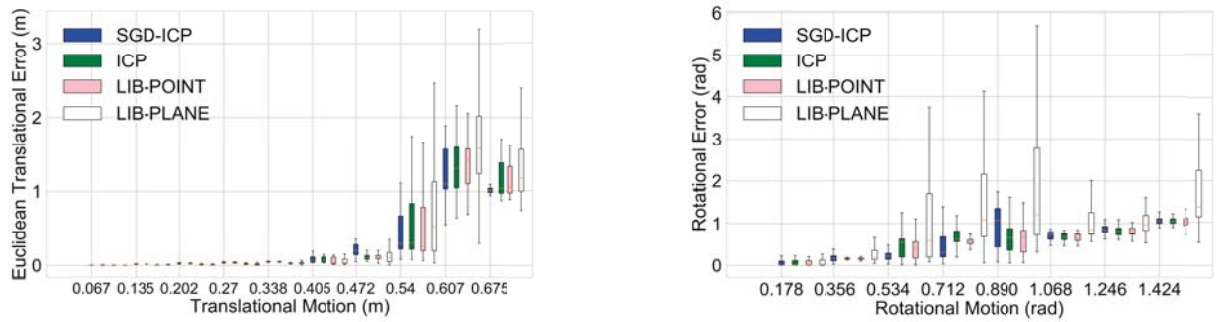 Euclidean Translational Error (m)
3
2
1
0
SGD-ICP
ICP
LIB-POINT
LIB-PLANE
0.067 0.135 0.202 0.27 0.338 0.405 0.472 0.54 0.607 0.675
Translational Motion (m)
Rotational Error (rad)
6
5
4
3
2
1
0
SGD-ICP
ICP
LIB-POINT
LIB-PLANE
0.178 0.356 0.534 0.712 0.890 1.068 1.246 1.424
Rotational Motion (rad)